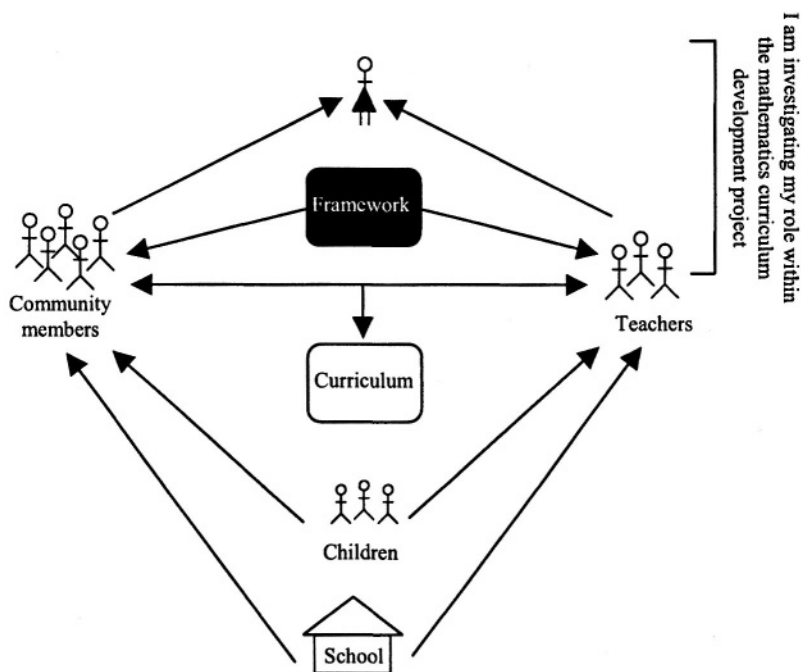 I am investigating my role within
the mathematics curriculum
development project
Framework
Community
members
Teachers
Curriculum
Children
School